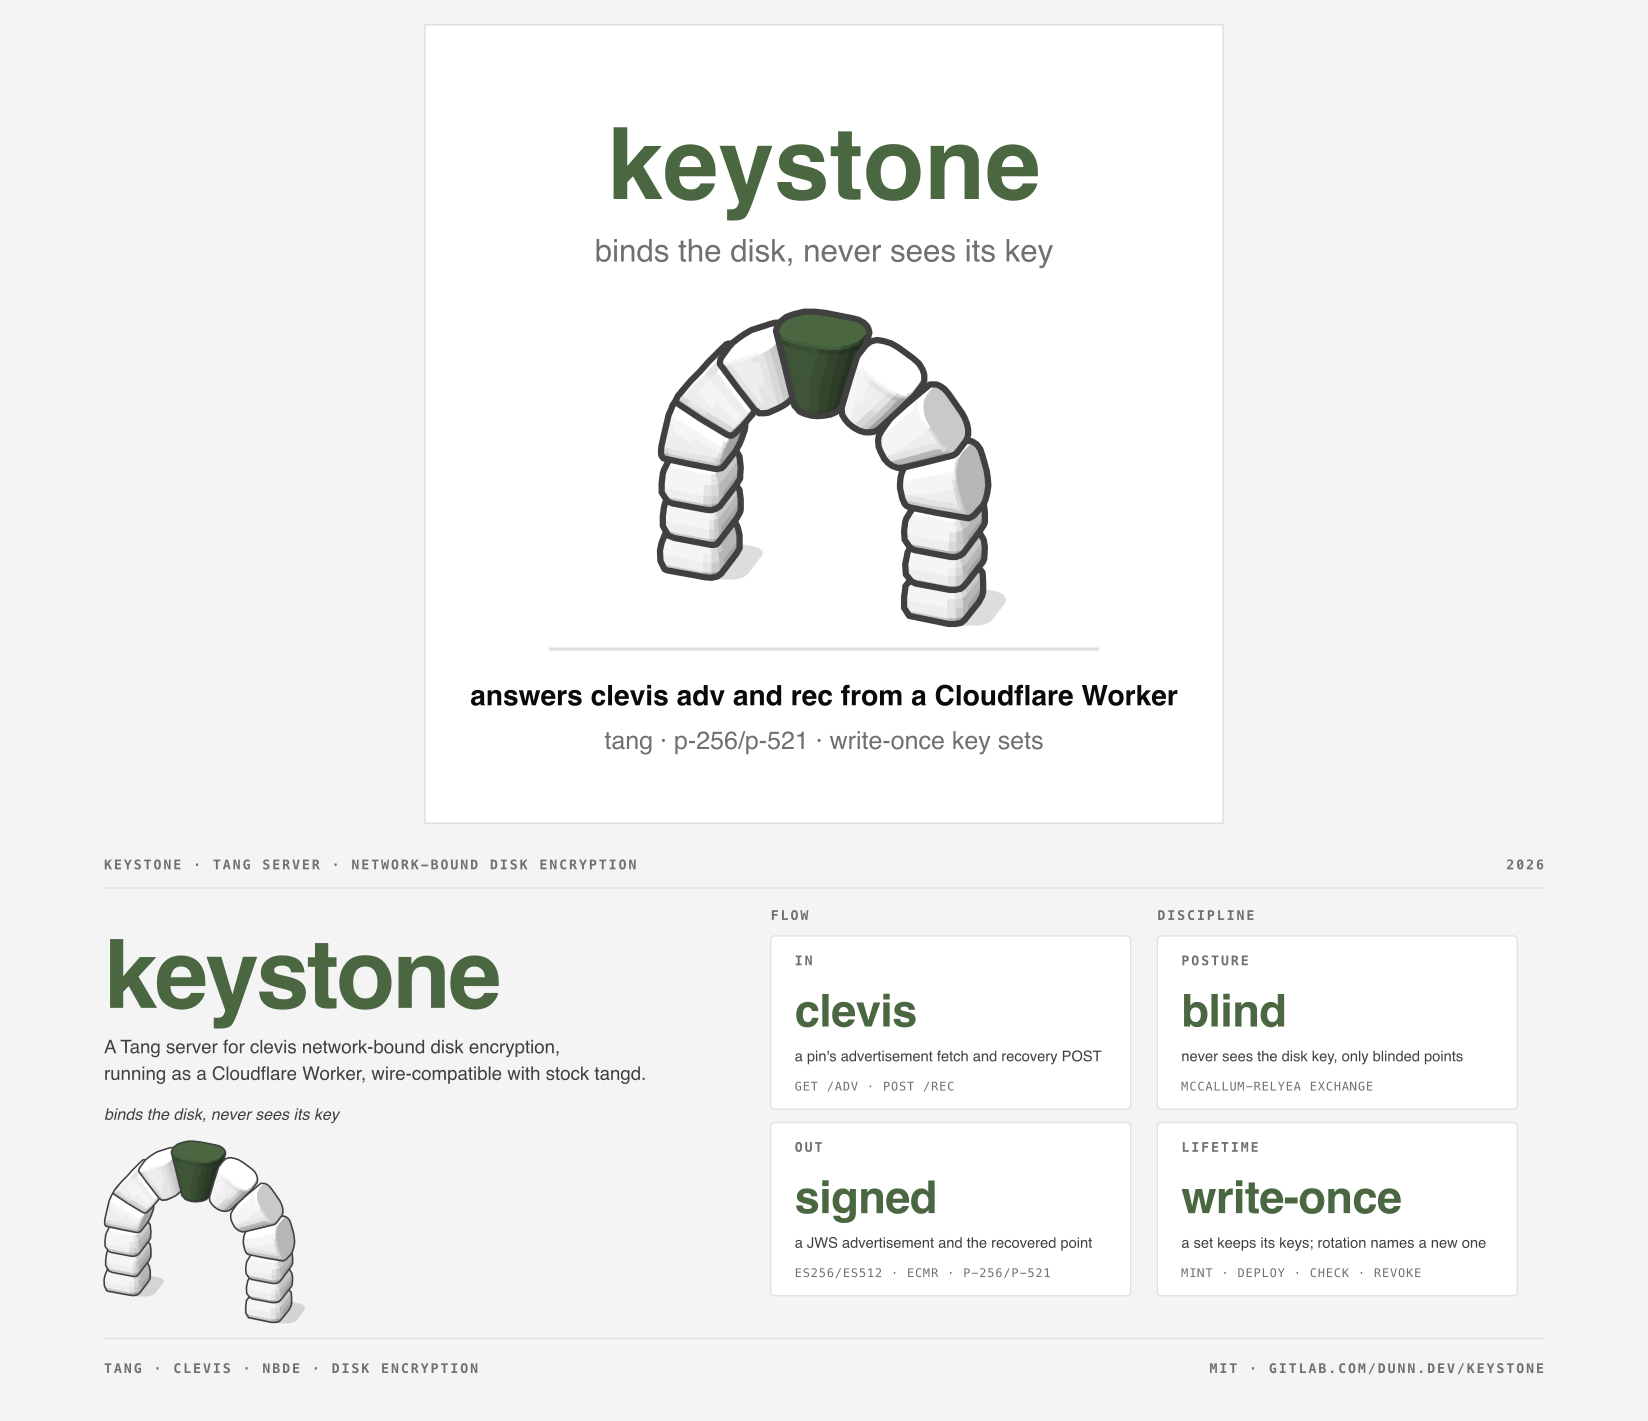 keystone
binds the disk, never sees its key
answers clevis adv and rec from a Cloudflare Worker
tang · p-256/p-521 · write-once key sets
KEYSTONE · TANG SERVER · NETWORK-BOUND DISK ENCRYPTION
2026
keystone
A Tang server for clevis network-bound disk encryption,
running as a Cloudflare Worker, wire-compatible with stock tangd.
binds the disk, never sees its key
FLOW
IN
clevis
a pin's advertisement fetch and recovery POST
GET /ADV · POST /REC
OUT
signed
a JWS advertisement and the recovered point
ES256/ES512 · ECMR · P-256/P-521
DISCIPLINE
POSTURE
blind
never sees the disk key, only blinded points
MCCALLUM-RELYEA EXCHANGE
LIFETIME
write-once
a set keeps its keys; rotation names a new one
MINT · DEPLOY · CHECK · REVOKE
TANG · CLEVIS · NBDE · DISK ENCRYPTION
MIT · GITLAB.COM/DUNN.DEV/KEYSTONE